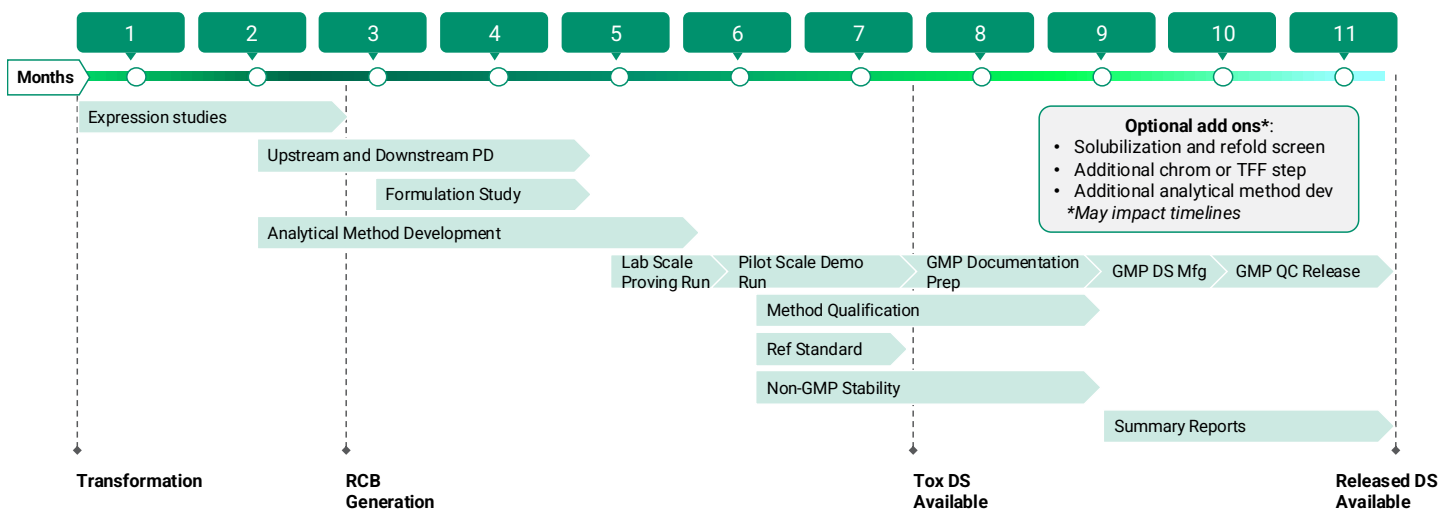 1 2 3 4 5 6 7 8 9 10 11
Months
Expression studies
Upstream and Downstream PD
Formulation Study
Analytical Method Development
Optional add ons*:
• Solubilization and refold screen
• Additional chrom or TFF step
• Additional analytical method dev
*May impact timelines
Lab Scale
Proving Run
Pilot Scale Demo
Run
GMP Documentation
Prep
GMP DS Mfg
GMP QC Release
Method Qualification
Ref Standard
Non-GMP Stability
Summary Reports
Transformation
RCB
Generation
Tox DS
Available
Released DS
Available